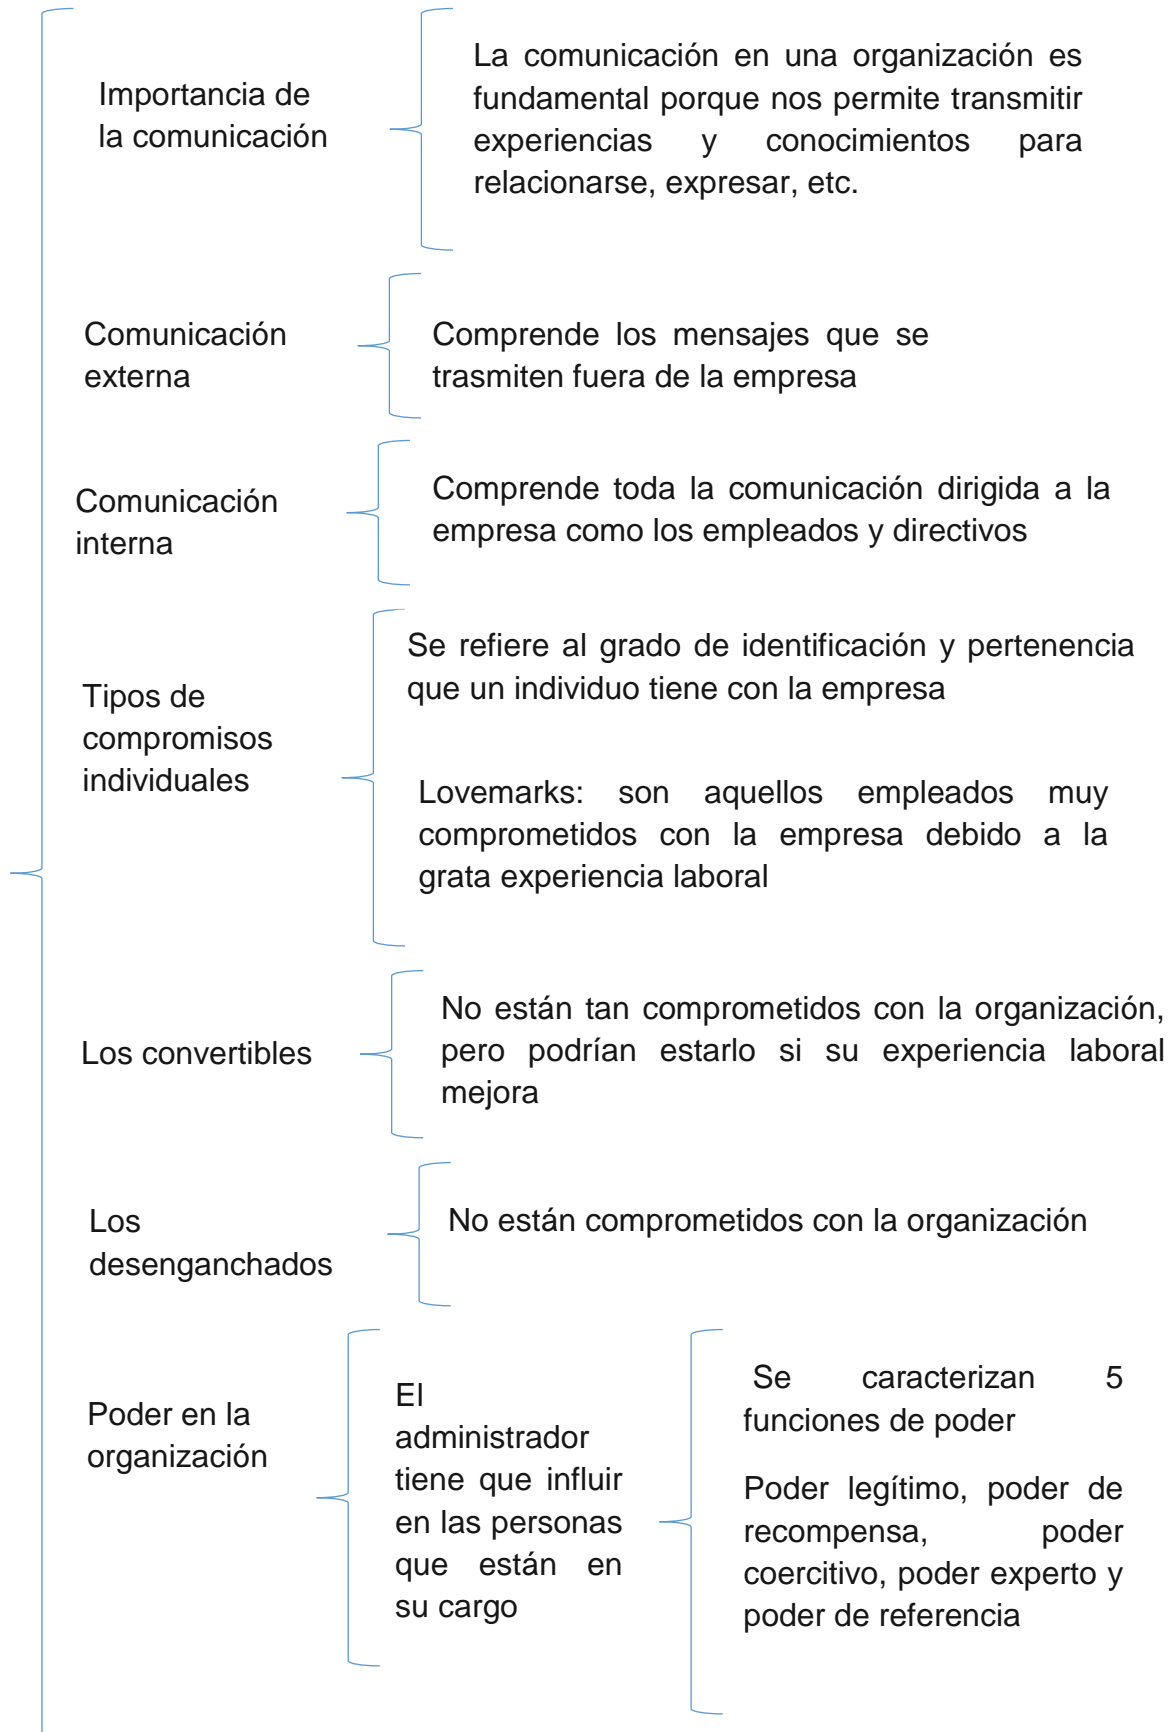 Importancia de
la comunicación
La comunicación en una organización es
fundamental porque nos permite transmitir
experiencias y conocimientos para
relacionarse, expresar, etc.
Comunicación
externa
Comprende los mensajes que se
trasmiten fuera de la empresa
Comunicación
interna
Comprende toda la comunicación dirigida a la
empresa como los empleados y directivos
Tipos de
compromisos
individuales
Se refiere al grado de identificación y pertenencia
que un individuo tiene con la empresa
Lovemarks: son aquellos empleados muy
comprometidos con la empresa debido a la
grata experiencia laboral
Los convertibles
No están tan comprometidos con la organización,
pero podrían estarlo si su experiencia laboral
mejora
Los
desenganchados
No están comprometidos con la organización
Poder en la
organización
El
administrador
tiene que influir
en las personas
que están en
su cargo
Se caracterizan 5
funciones de poder
Poder legítimo, poder de
recompensa, poder
coercitivo, poder experto y
poder de referencia